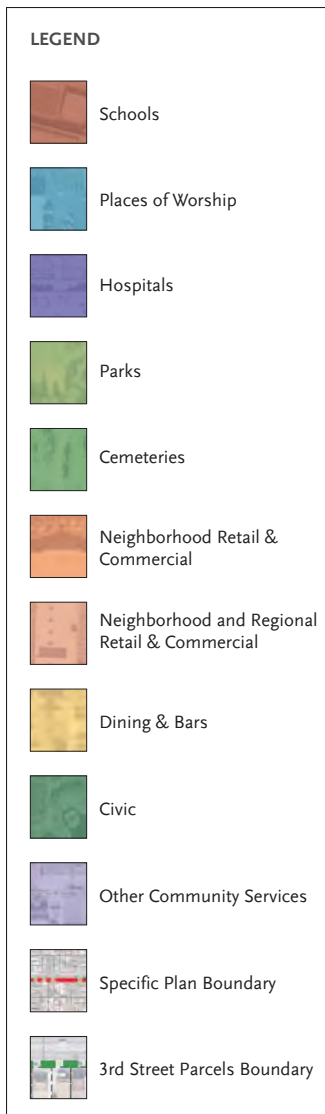 LEGEND
Schools
Places of Worship
Hospitals
Parks
Cemeteries
Neighborhood Retail &
Commercial
Neighborhood and Regional
Retail & Commercial
Dining & Bars
Civic
Other Community Services
Specific Plan Boundary
3rd Street Parcels Boundary